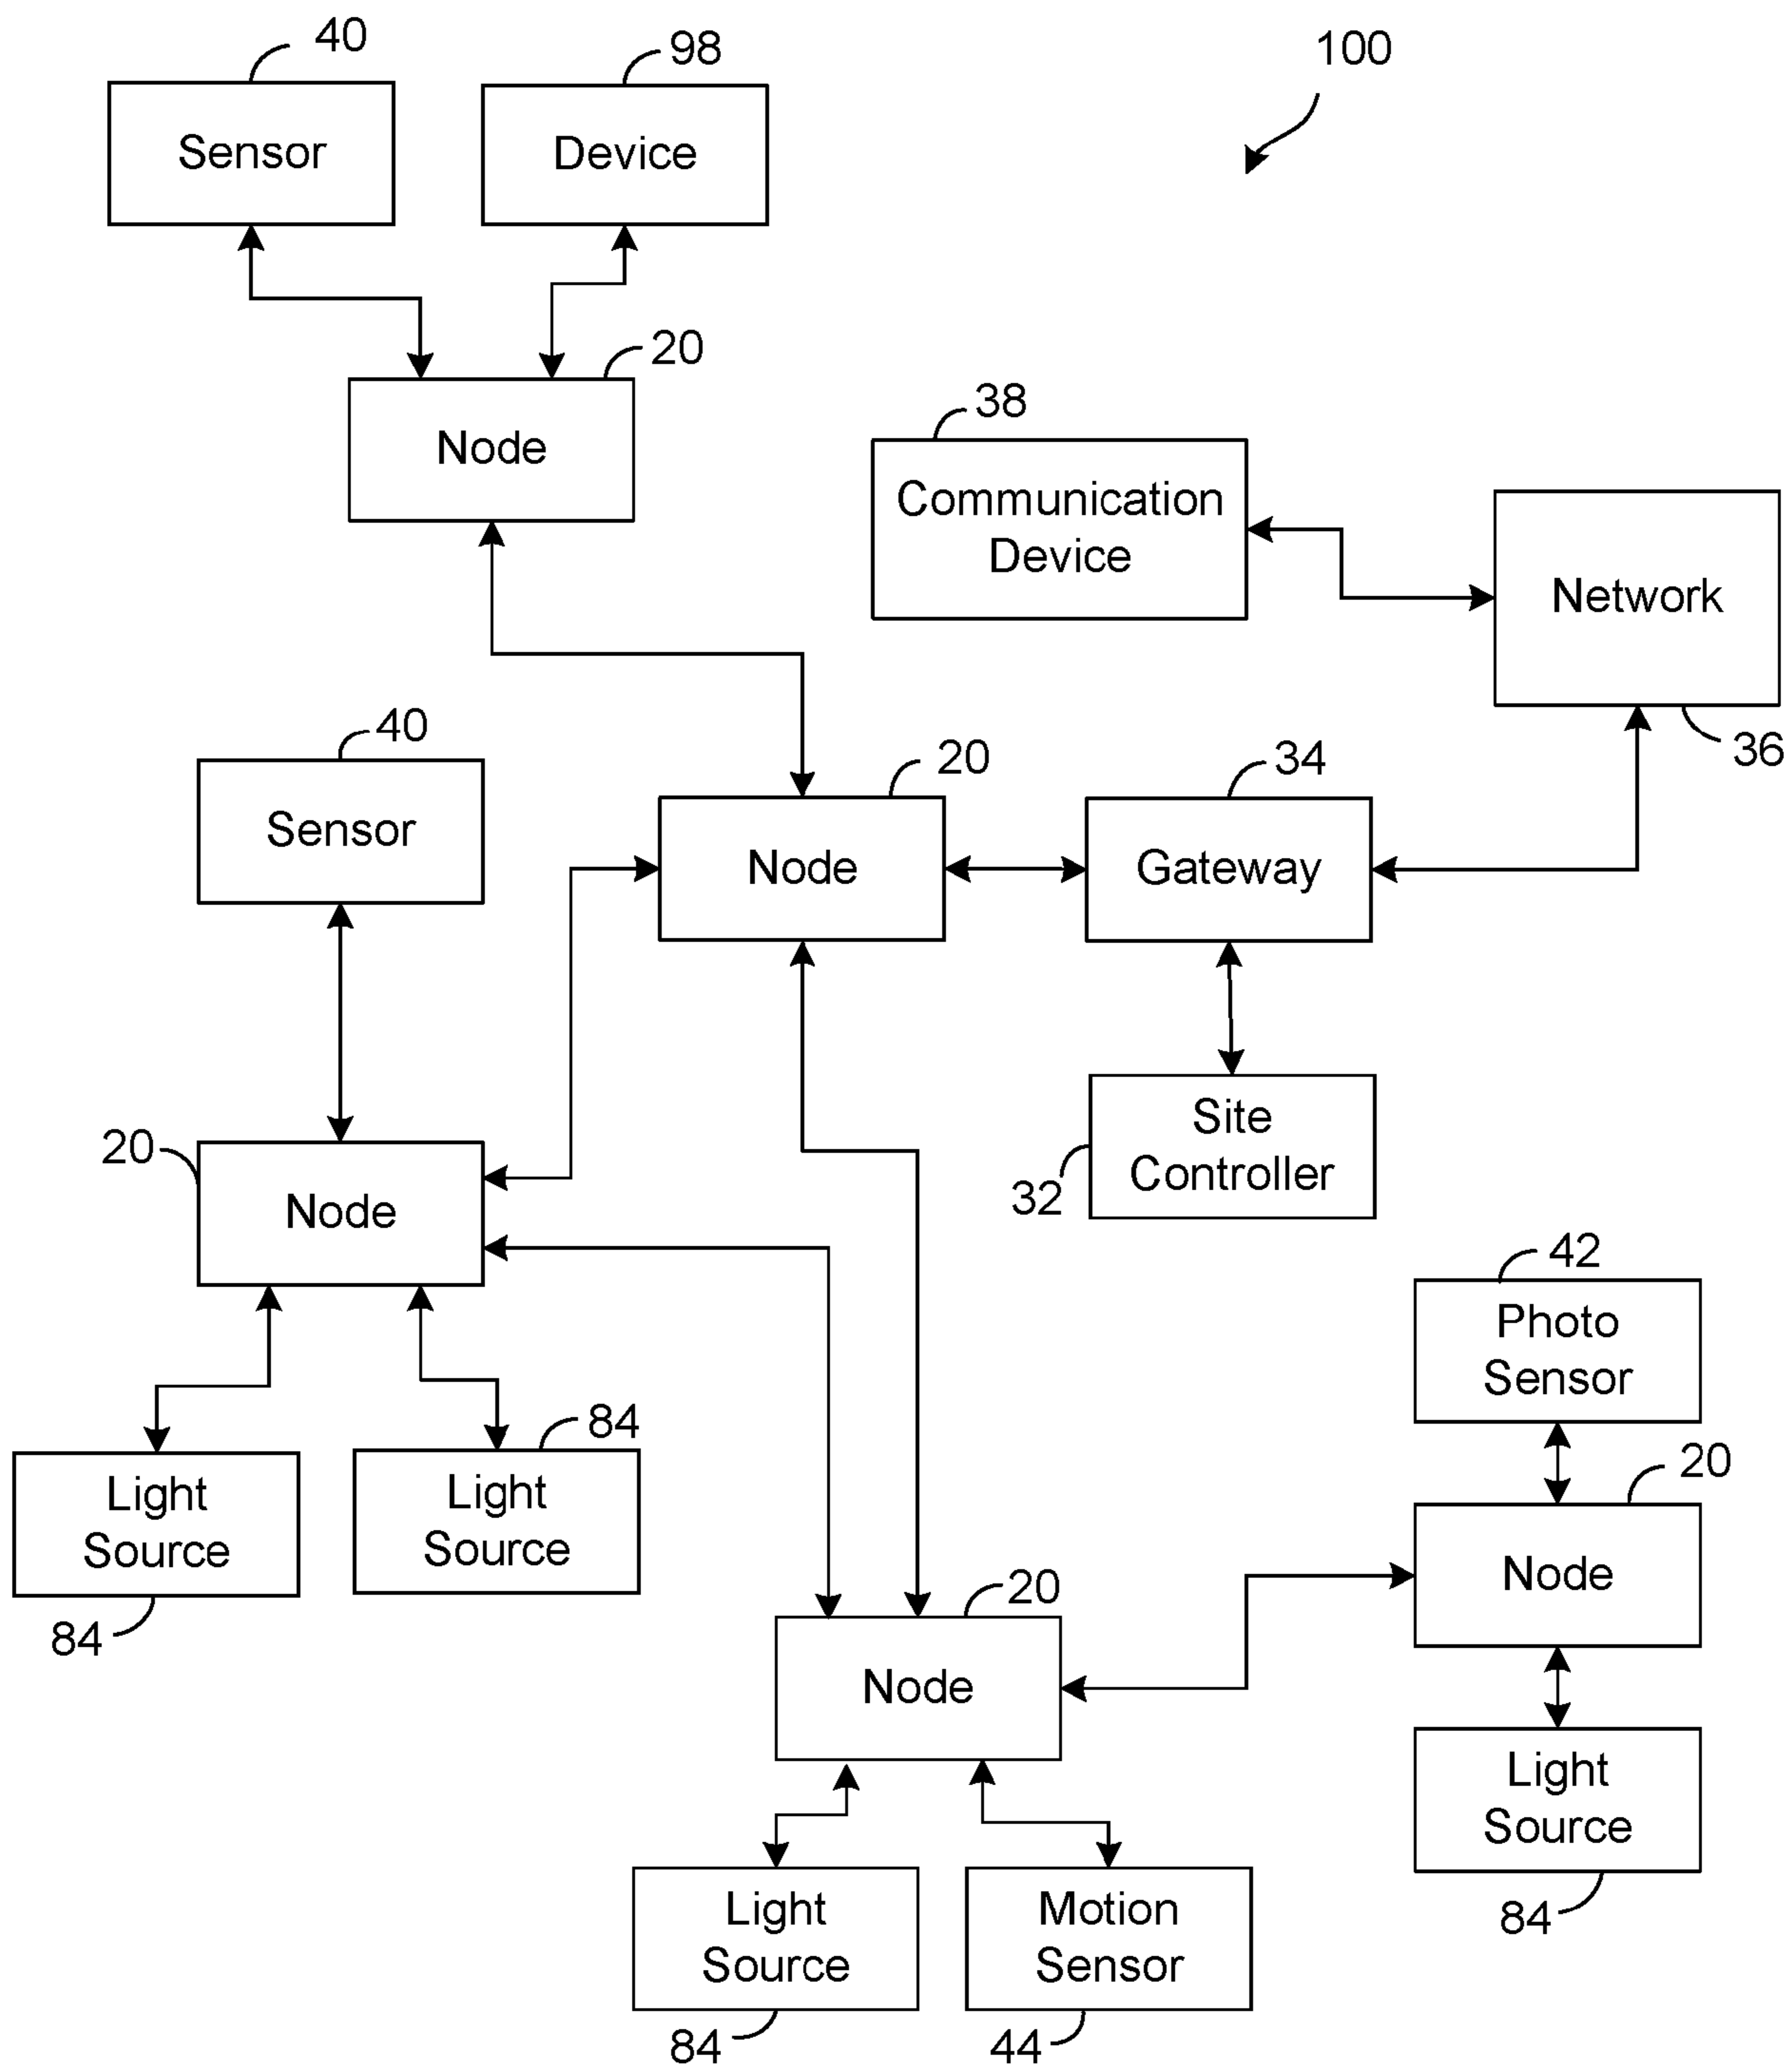 40
98
100
Sensor
Device
20
Node
38
Communication
Device
Network
36
40
Sensor
20
Node
34
Gateway
20
Node
Site
Controller
32
42
Photo
Sensor
84
Light
Source
Light
Source
84
20
Node
20
Node
Light
Source
84
Light
Source
84
Motion
Sensor
44